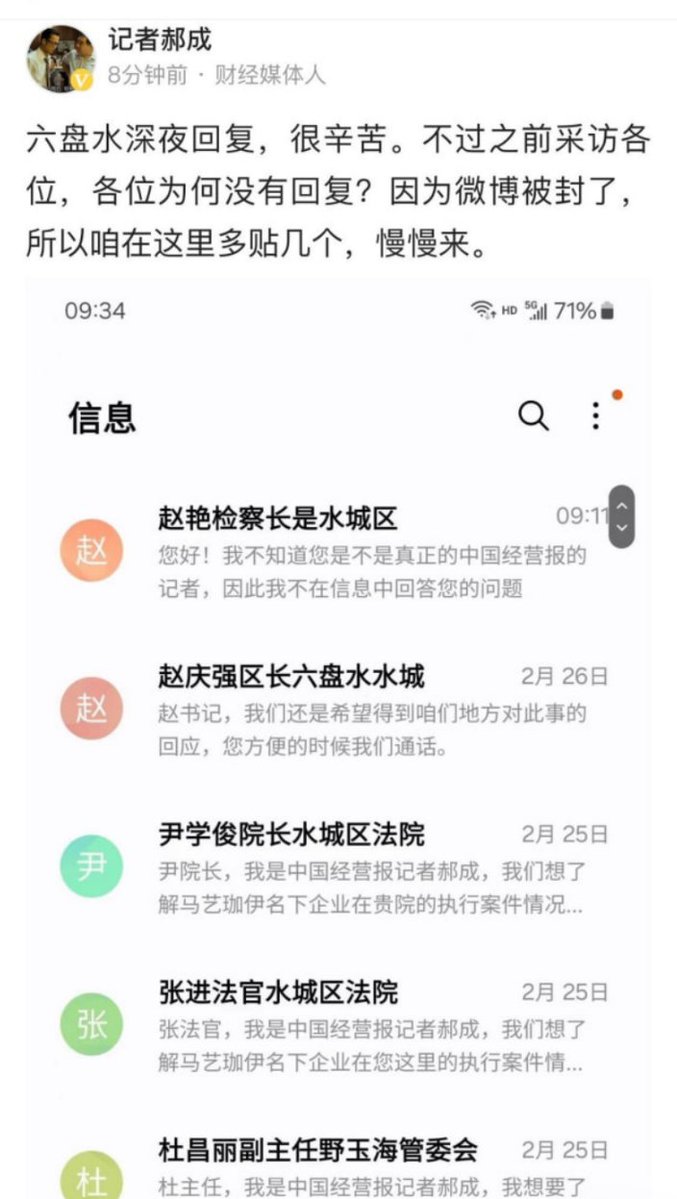 记者郝成
8分钟前 · 财经媒体人
六盘水深夜回复，很辛苦。不过之前采访各
位，各位为何没有回复？因为微博被封了，
所以咱在这里多贴几个，慢慢来。
09:34
HD 5G 71%
信息
赵艳检察长是水城区
09:11
赵
您好！我不知道您是不是真正的中国经营报的
记者，因此我不在信息中回答您的问题
赵庆强区长六盘水水城
2月 26日
赵
赵书记，我们还是希望得到咱们地方对此事的
回应，您方便的时候我们通话。
尹学俊院长水城区法院
2月 25日
尹
尹院长，我是中国经营报记者郝成，我们想了
解马艺珈伊名下企业在贵院的执行案件情况...
张进法官水城区法院
2月 25日
张
张法官，我是中国经营报记者郝成，我们想了
解马艺珈伊名下企业在您这里的执行案件情...
杜昌丽副主任野玉海管委会
2月 25日
杜
杜主任，我是中国经营报记者郝成，我想要了